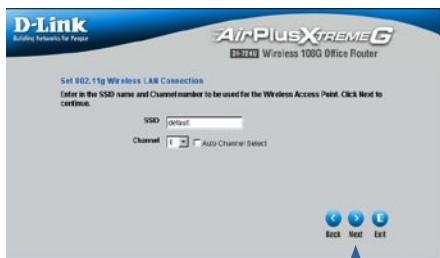 D-Link
Building Networks for People
AirPlusXTREMEG
DI-724U Wireless 108G Office Router
Set 802.11g Wireless LAN Connection
Enter in the SSID name and Channel number to be used for the Wireless Access Point. Click Next to
continue.
SSID default
Channel 6 Auto Channel Select
Back Next Exit